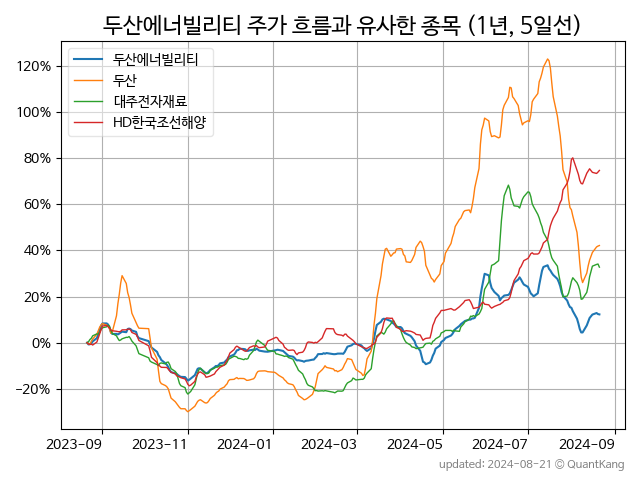 두산에너빌리티 주가 흐름과 유사한 종목 (1년, 5일선)
두산에너빌리티
두산
대주전자재료
HD한국조선해양
120%
100%
80%
60%
40%
20%
0%
−20%
2023-09 2023-11 2024-01 2024-03 2024-05 2024-07 2024-09
updated: 2024-08-21 © QuantKang